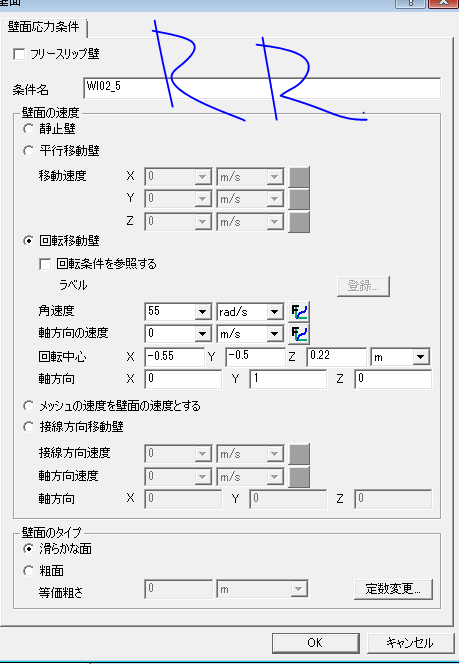 壁面
壁面応力条件
RR.
フリースリップ壁
条件名 WI02_5
壁面の速度
静止壁
平行移動壁
移動速度 X 0 m/s
Y 0 m/s
Z 0 m/s
回転移動壁
回転条件を参照する
ラベル 登録...
角速度 55 rad/s
軸方向の速度 0 m/s
回転中心 X -0.55 Y -0.5 Z 0.22 m
軸方向 X 0 Y 1 Z 0
メッシュの速度を壁面の速度とする
接線方向移動壁
接線方向速度 0 m/s
軸方向速度 0 m/s
軸方向 X 0 Y 0 Z 0
壁面のタイプ
滑らかな面
粗面
等価粗さ 0 m 定数変更...
OK キャンセル